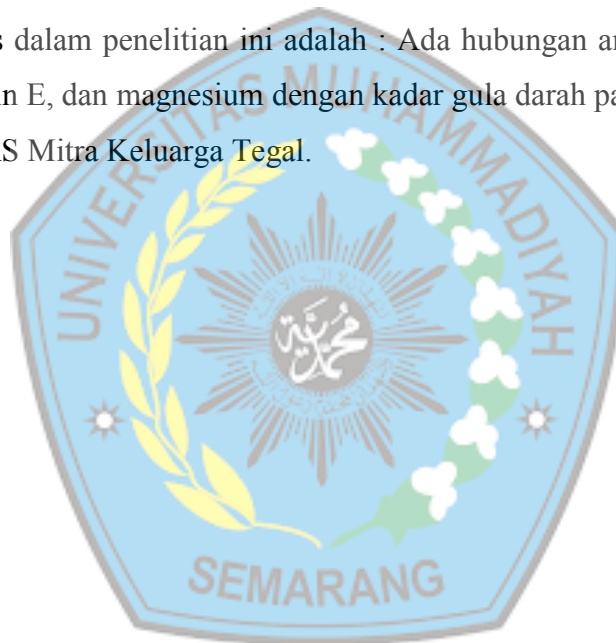 s dalam penelitian ini adalah : Ada hubungan an
n E, dan magnesium dengan kadar gula darah pa
S Mitra Keluarga Tegal.
UNIVERSITAS MUHAMMADIYAH
محمدية
SEMARANG